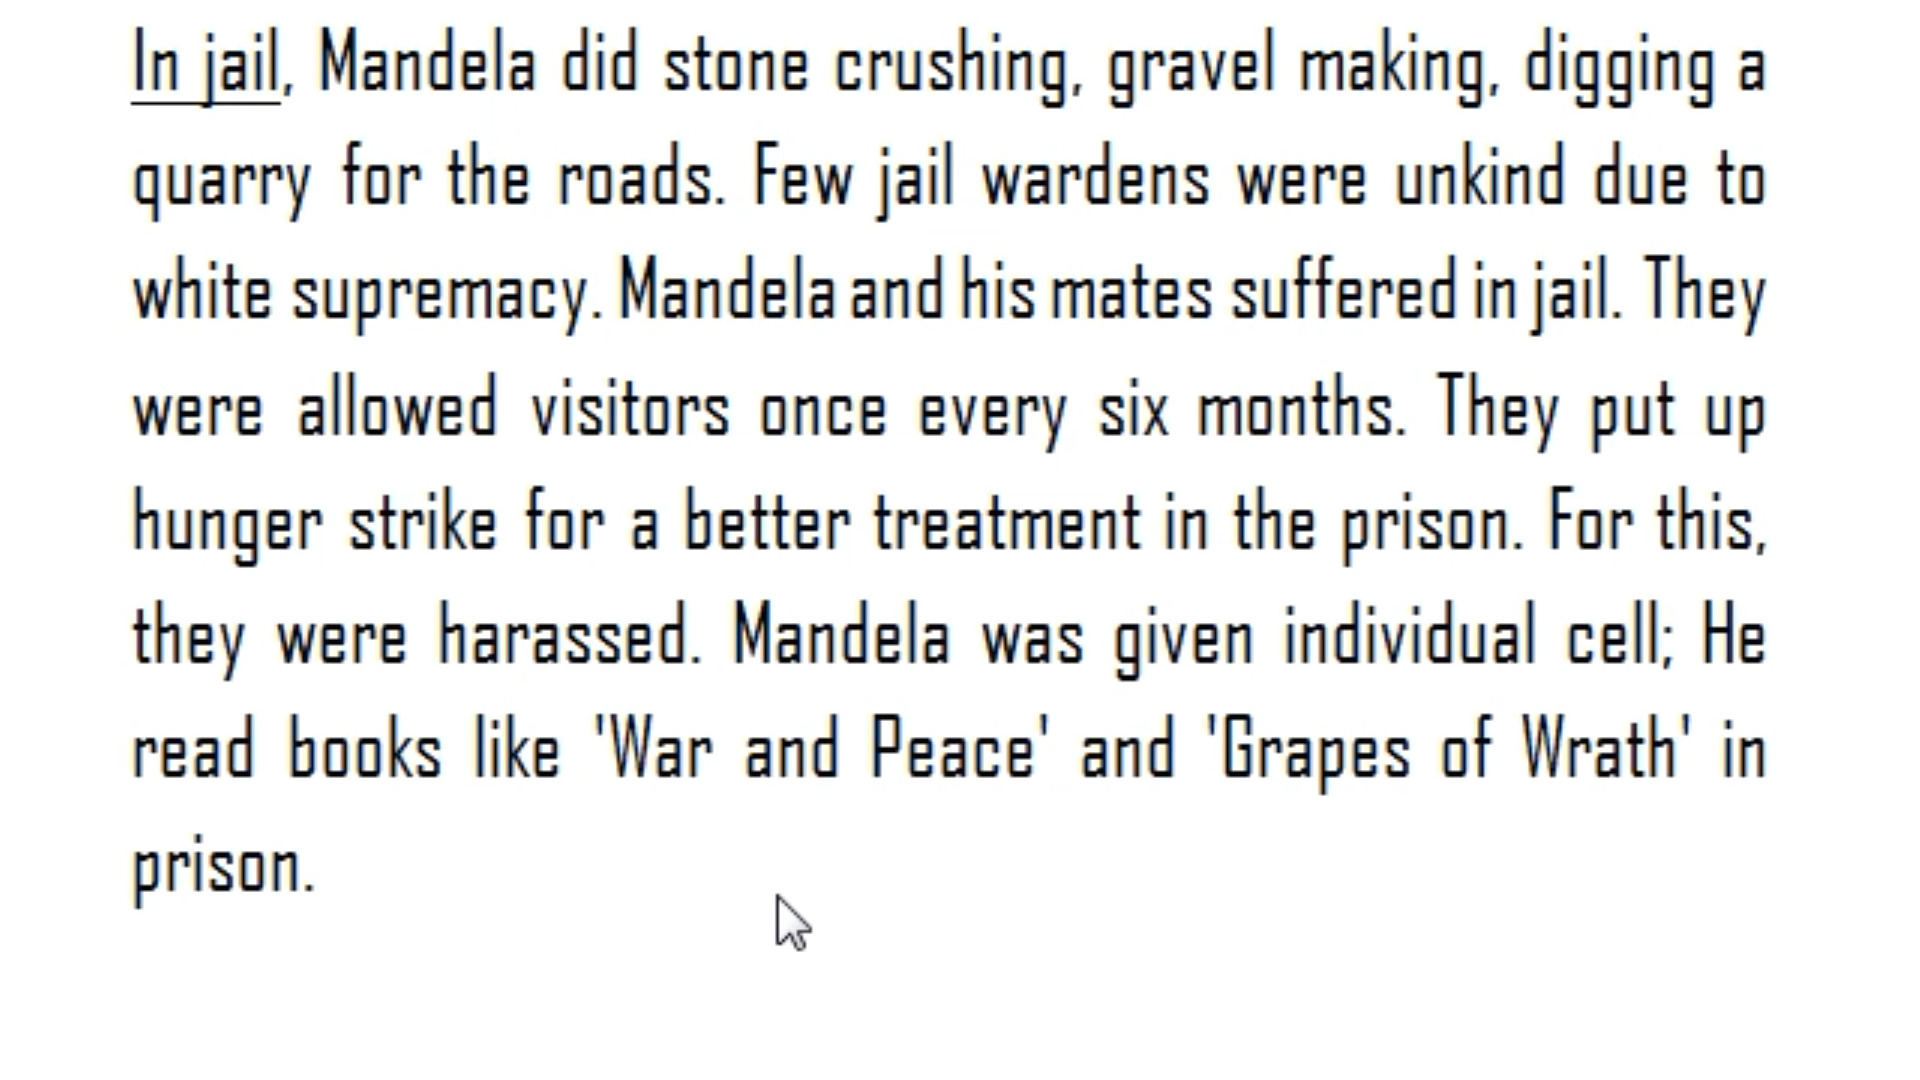 In jail, Mandela did stone crushing, gravel making, digging a
quarry for the roads. Few jail wardens were unkind due to
white supremacy. Mandela and his mates suffered in jail. They
were allowed visitors once every six months. They put up
hunger strike for a better treatment in the prison. For this,
they were harassed. Mandela was given individual cell; He
read books like 'War and Peace' and 'Grapes of Wrath' in
prison.